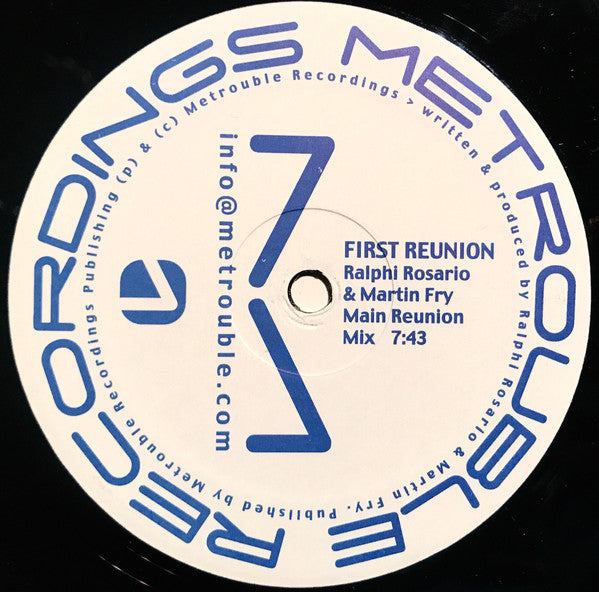 METROUBLE RECORDINGS
(p) & (c) Metrouble Recordings > written & produced by Ralphi Rosario & Martin Fry. Published by Metrouble Recordings Publishing
info@metrouble.com
FIRST REUNION
Ralphi Rosario
& Martin Fry
Main Reunion
Mix 7:43